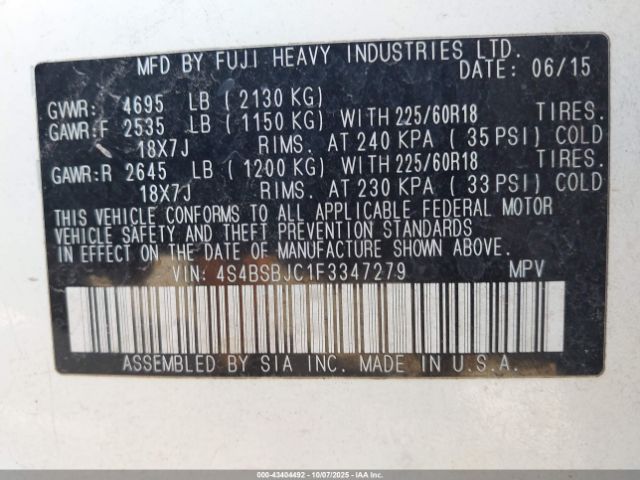 MFD BY FUJI HEAVY INDUSTRIES LTD.
DATE: 06/15
GVWR: 4695 LB (2130 KG)
GAWR:F 2535 LB (1150 KG) WITH 225/60R18 TIRES.
18X7J RIMS. AT 240 KPA (35 PSI) COLD
GAWR:R 2645 LB (1200 KG) WITH 225/60R18 TIRES.
18X7J RIMS. AT 230 KPA (33 PSI) COLD
THIS VEHICLE CONFORMS TO ALL APPLICABLE FEDERAL MOTOR
VEHICLE SAFETY AND THEFT PREVENTION STANDARDS
IN EFFECT ON THE DATE OF MANUFACTURE SHOWN ABOVE.
VIN: 4S4BSBJC1F3347279 MPV
ASSEMBLED BY SIA INC. MADE IN U.S.A.
000-43404492 - 10/07/2025 - IAAI.COM